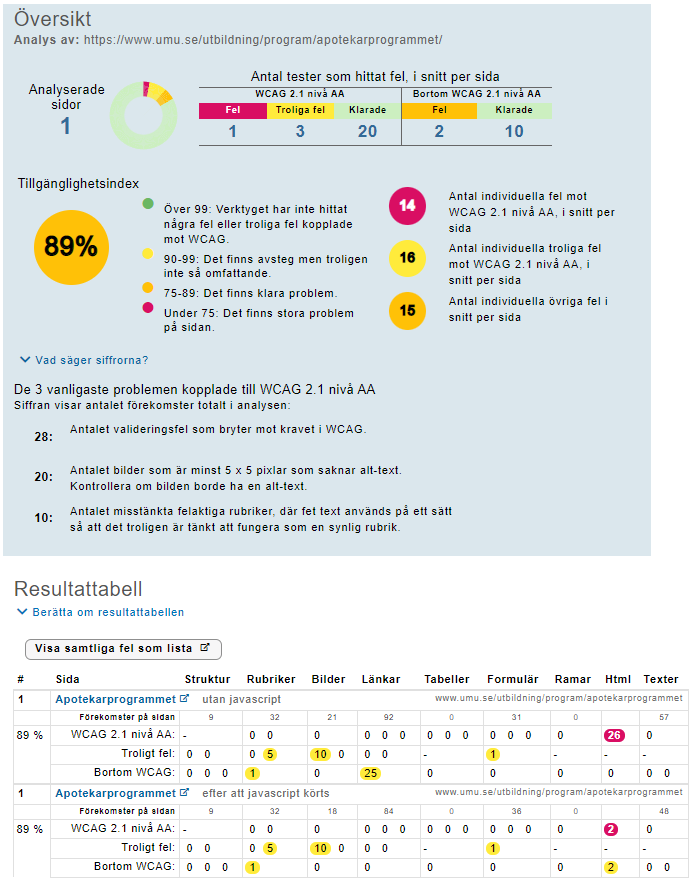 Översikt
Analys av: https://www.umu.se/utbildning/program/apotekarprogrammet/
Analyserade sidor
1
Antal tester som hittat fel, i snitt per sida
WCAG 2.1 nivå AA Bortom WCAG 2.1 nivå AA
Fel Troliga fel Klarade Fel Klarade
1 3 20 2 10
Tillgänglighetsindex
89%
Över 99: Verktyget har inte hittat
några fel eller troliga fel kopplade
mot WCAG.
90-99: Det finns avsteg men troligen
inte så omfattande.
75-89: Det finns klara problem.
Under 75: Det finns stora problem
på sidan.
14
Antal individuella fel mot
WCAG 2.1 nivå AA, i snitt per
sida
16
Antal individuella troliga fel
mot WCAG 2.1 nivå AA, i
snitt per sida
15
Antal individuella övriga fel i
snitt per sida
Vad säger siffrorna?
De 3 vanligaste problemen kopplade till WCAG 2.1 nivå AA
Siffran visar antalet förekomster totalt i analysen:
28: Antalet valideringsfel som bryter mot kravet i WCAG.
20: Antalet bilder som är minst 5 x 5 pixlar som saknar alt-text.
Kontrollera om bilden borde ha en alt-text.
10: Antalet misstänkta felaktiga rubriker, där fet text används på ett sätt
så att det troligen är tänkt att fungera som en synlig rubrik.
Resultattabell
Berätta om resultattabellen
Visa samtliga fel som lista
# Sida Struktur Rubriker Bilder Länkar Tabeller Formulär Ramar Html Texter
1 Apotekarprogrammet utan javascript www.umu.se/utbildning/program/apotekarprogrammet
Förekomster på sidan 9 32 21 92 0 31 0 57
89 % WCAG 2.1 nivå AA: - 0 0 0 0 0 0 0 0 0 0 0 0 0 26 0
Troligt fel: 0 0 0 5 10 0 0 0 0 - 1 - - -
Bortom WCAG: 0 0 0 1 0 25 0 0 0 0 0 0
1 Apotekarprogrammet efter att javascript körts www.umu.se/utbildning/program/apotekarprogrammet
Förekomster på sidan 9 32 18 84 0 36 0 48
89 % WCAG 2.1 nivå AA: - 0 0 0 0 0 0 0 0 0 0 0 0 0 2 0
Troligt fel: 0 0 0 5 10 0 0 0 0 - 1 - - -
Bortom WCAG: 0 0 0 1 0 0 0 0 0 2 0 0